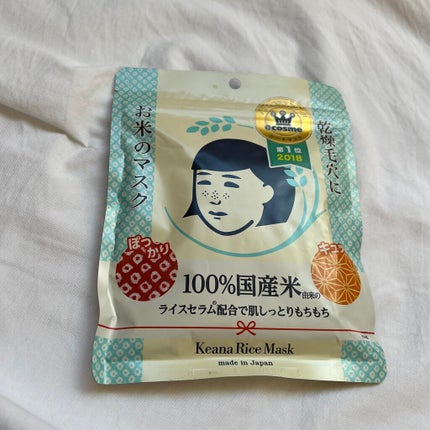 お米のマスク
乾燥毛穴に
@cosme
第1位
2018
ぽっかり
キュッ
100%国産米由来の
ライスセラム配合で肌しっとりもちもち
Keana Rice Mask
made in Japan